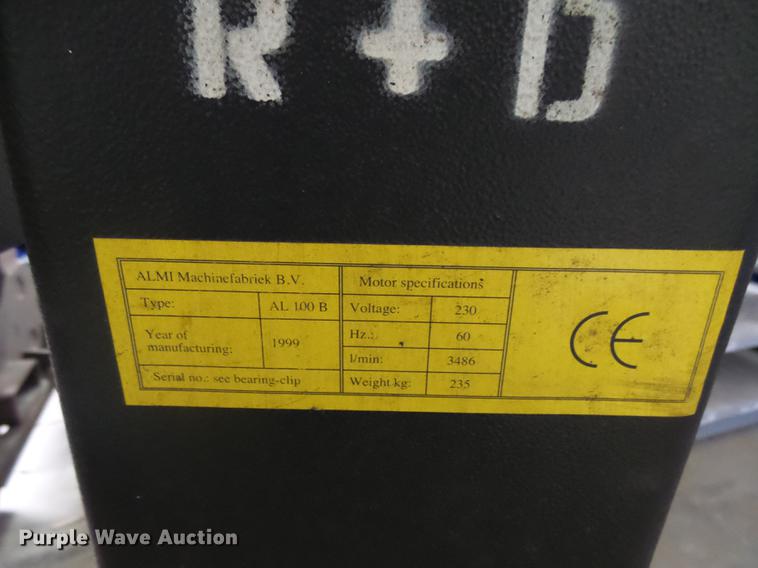 R + D
ALMI Machinefabriek B.V.
Type: AL 100 B
Year of
manufacturing: 1999
Serial no.: see bearing-clip
Motor specifications
Voltage: 230
Hz.: 60
l/min: 3486
Weight kg: 235
CE
Purple Wave Auction